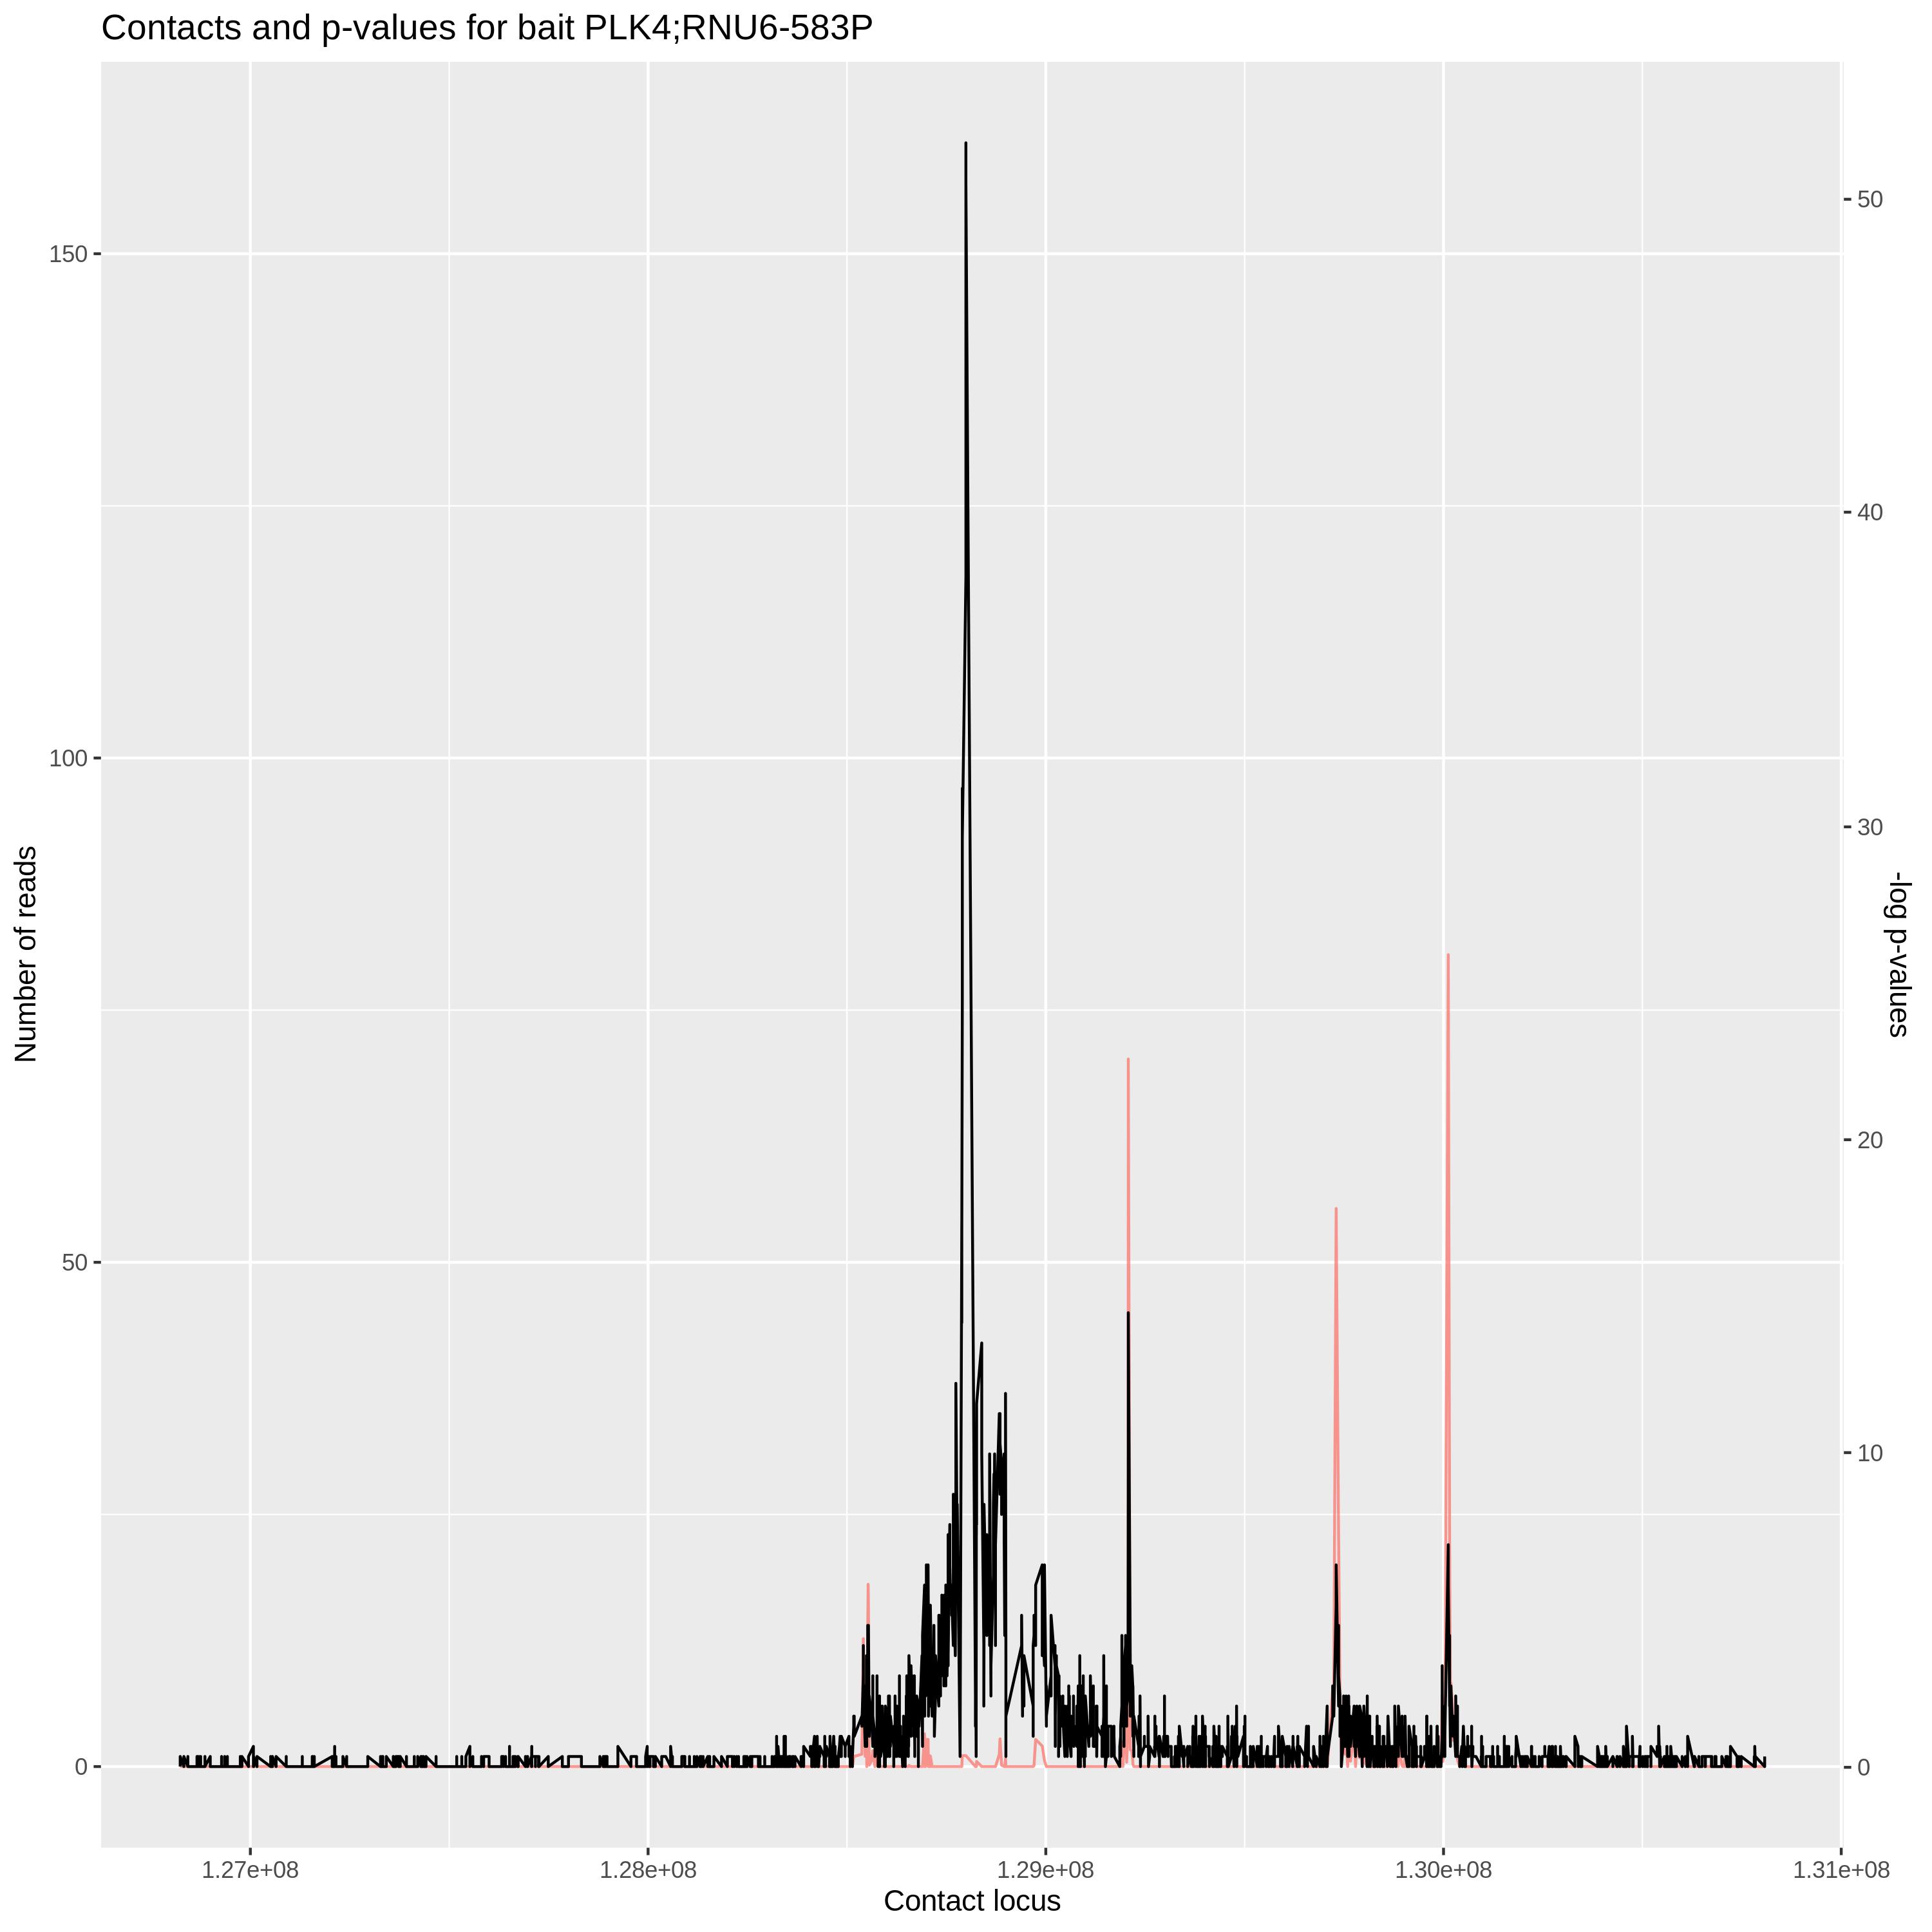 Contacts and p-values for bait PLK4;RNU6-583P
150
100
50
0
Number of reads
50
40
30
20
10
0
-log p-values
1.27e+08
1.28e+08
1.29e+08
1.30e+08
1.31e+08
Contact locus